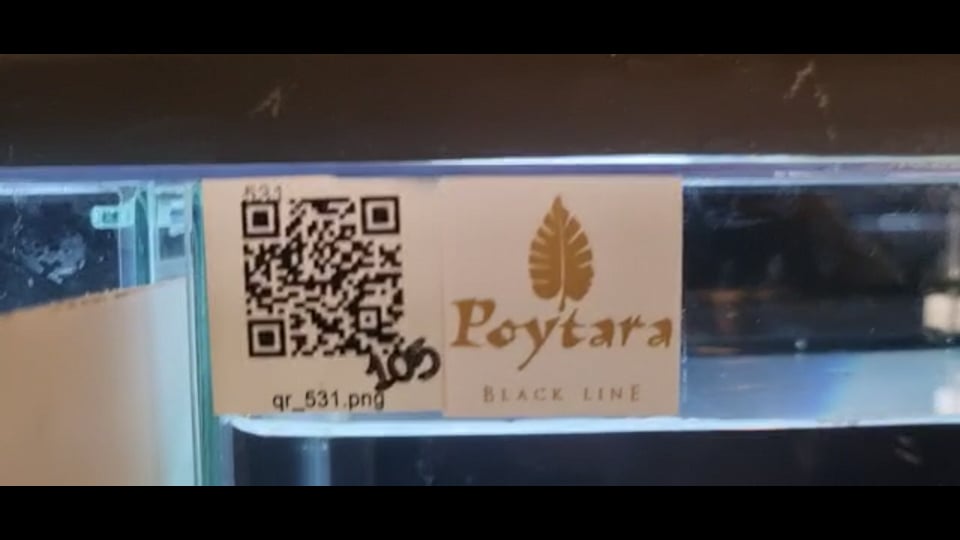 531
105
qr_531.png
Poytara
BLACK LINE